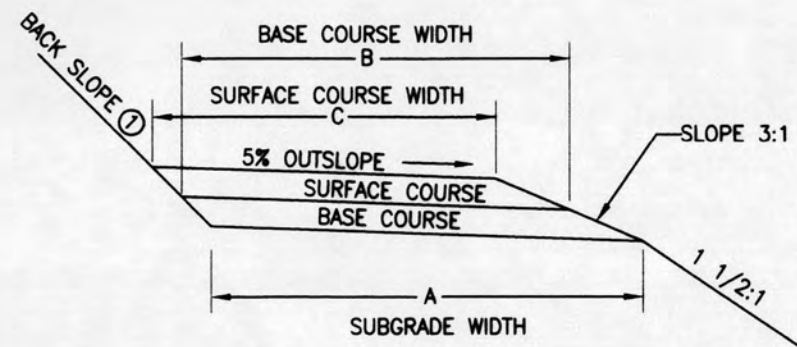 BASE COURSE WIDTH
B
BACK SLOPE ①
SURFACE COURSE WIDTH
C
SLOPE 3:1
5% OUTSLOPE
SURFACE COURSE
BASE COURSE
1 1/2:1
A
SUBGRADE WIDTH